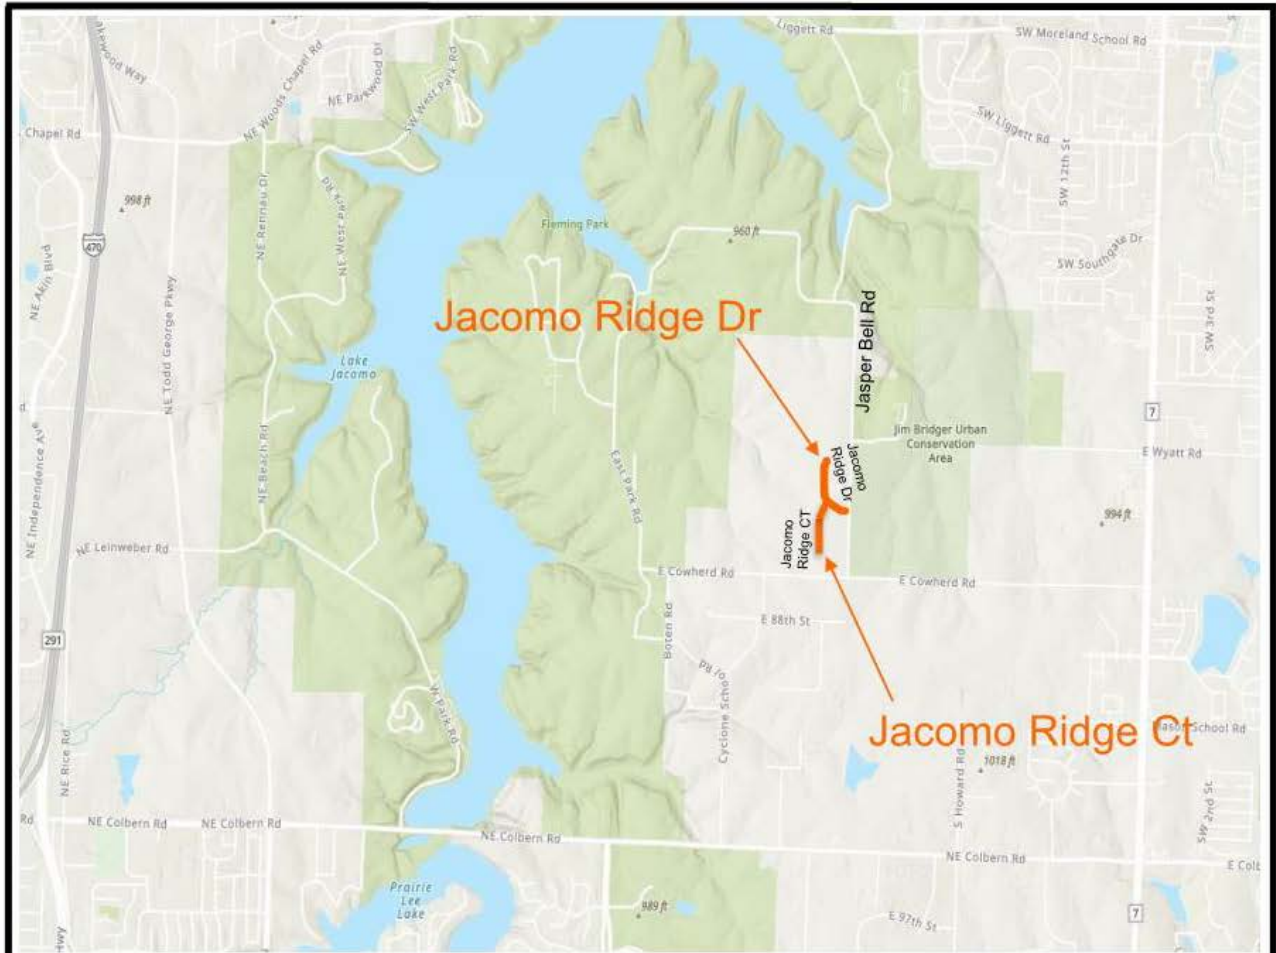 Liggett Rd
SW Moreland School Rd
Lakewood Way
NE Woods Chapel Rd
NE Parkwood Dr
SW West Park Rd
Chapel Rd
SW Liggett Rd
SW 12th St
998 ft
NE Rennau Dr
NE West Park Rd
Fleming Park
960 ft
SW Southgate Dr
470
NE Akin Blvd
NE Todd George Pkwy
Jacomo Ridge Dr
Jasper Bell Rd
SW 3rd St
Lake
Jacomo
7
Jim Bridger Urban
Conservation
Area
E Wyatt Rd
NE Independence Ave
NE Beach Rd
East Park Rd
Jacomo
Ridge Dr
994 ft
Jacomo
Ridge CT
NE Leinweber Rd
E Cowherd Rd
E Cowherd Rd
Boten Rd
E 88th St
291
Cyclone School Rd
W Park Rd
Jacomo Ridge Ct
Mason School Rd
NE Rice Rd
S Howard Rd
1018 ft
SW 2nd St
Rd
NE Colbern Rd
NE Colbern Rd
NE Colbern Rd
NE Colbern Rd
E Colb
Prairie
Lee
Lake
989 ft
E 97th St
7
Hwy